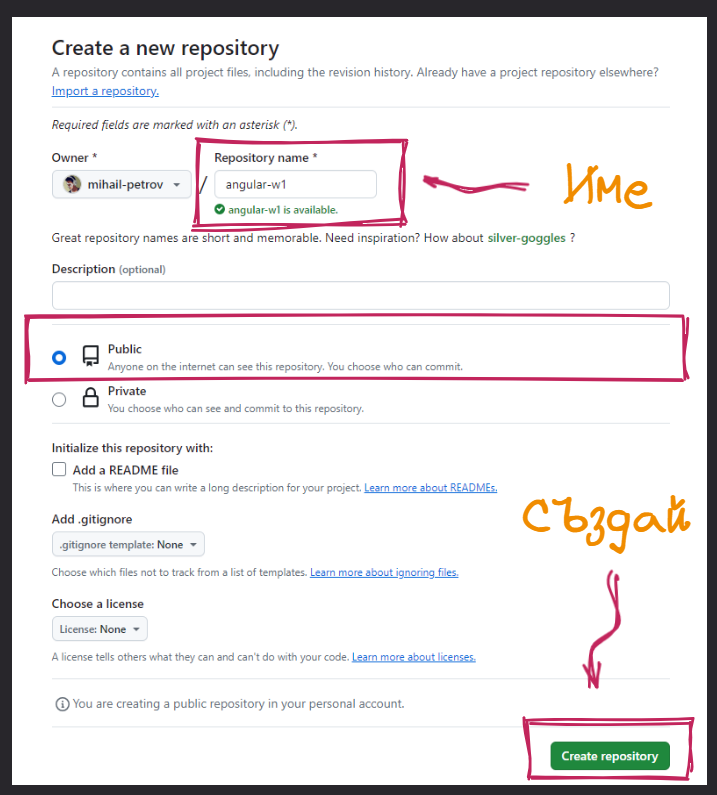 Create a new repository
A repository contains all project files, including the revision history. Already have a project repository elsewhere?
Import a repository.
Required fields are marked with an asterisk (*).
Owner *
Repository name *
mihail-petrov
/
angular-w1
Име
angular-w1 is available.
Great repository names are short and memorable. Need inspiration? How about silver-goggles ?
Description (optional)
Public
Anyone on the internet can see this repository. You choose who can commit.
Private
You choose who can see and commit to this repository.
Initialize this repository with:
Add a README file
This is where you can write a long description for your project. Learn more about READMEs.
Създай
Add .gitignore
.gitignore template: None
Choose which files not to track from a list of templates. Learn more about ignoring files.
Choose a license
License: None
A license tells others what they can and can't do with your code. Learn more about licenses.
You are creating a public repository in your personal account.
Create repository